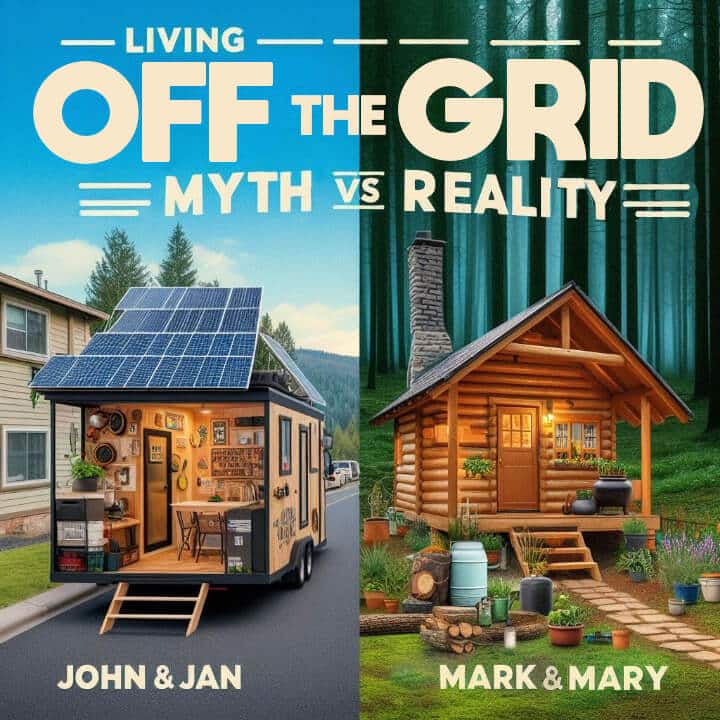 LIVING
OFF THE GRID
MYTH VS REALITY
JOHN & JAN
MARK & MARY